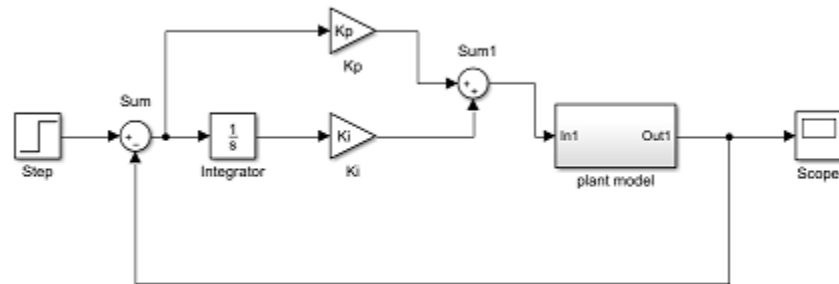 Kp
Kp
Sum1
Sum
+
+
Step
+
−
1
s
Integrator
Ki
Ki
In1
Out1
plant model
Scope